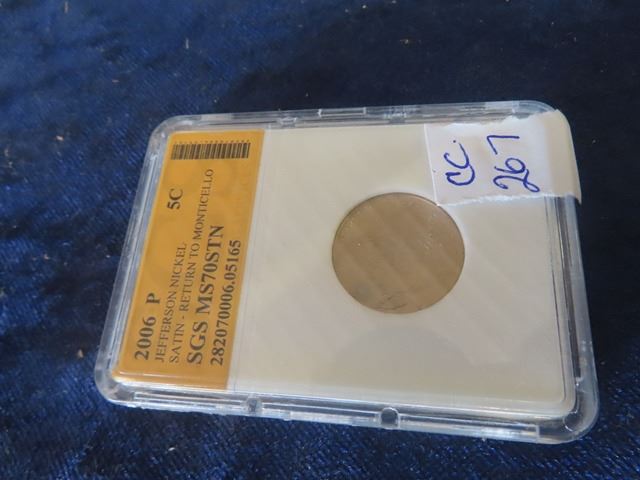 2006 P 5C
JEFFERSON NICKEL
SATIN - RETURN TO MONTICELLO
SGS MS70STN
282070006.05165
CC.
267